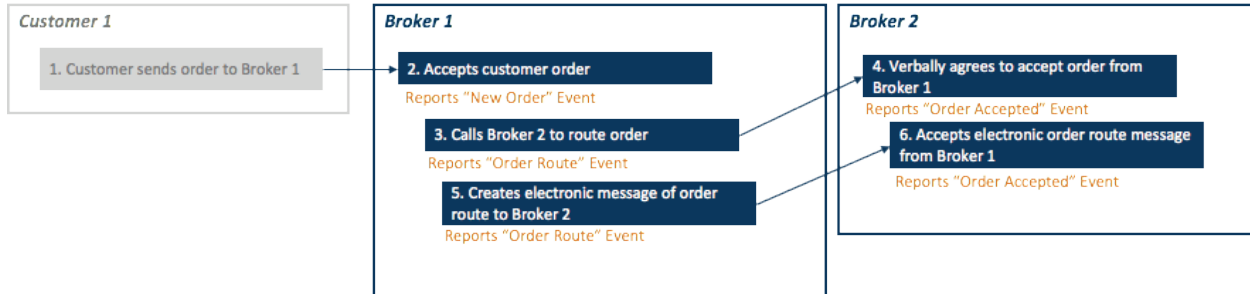 Customer 1
1. Customer sends order to Broker 1
Broker 1
2. Accepts customer order
Reports "New Order" Event
3. Calls Broker 2 to route order
Reports "Order Route" Event
5. Creates electronic message of order
route to Broker 2
Reports "Order Route" Event
Broker 2
4. Verbally agrees to accept order from
Broker 1
Reports "Order Accepted" Event
6. Accepts electronic order route message
from Broker 1
Reports "Order Accepted" Event